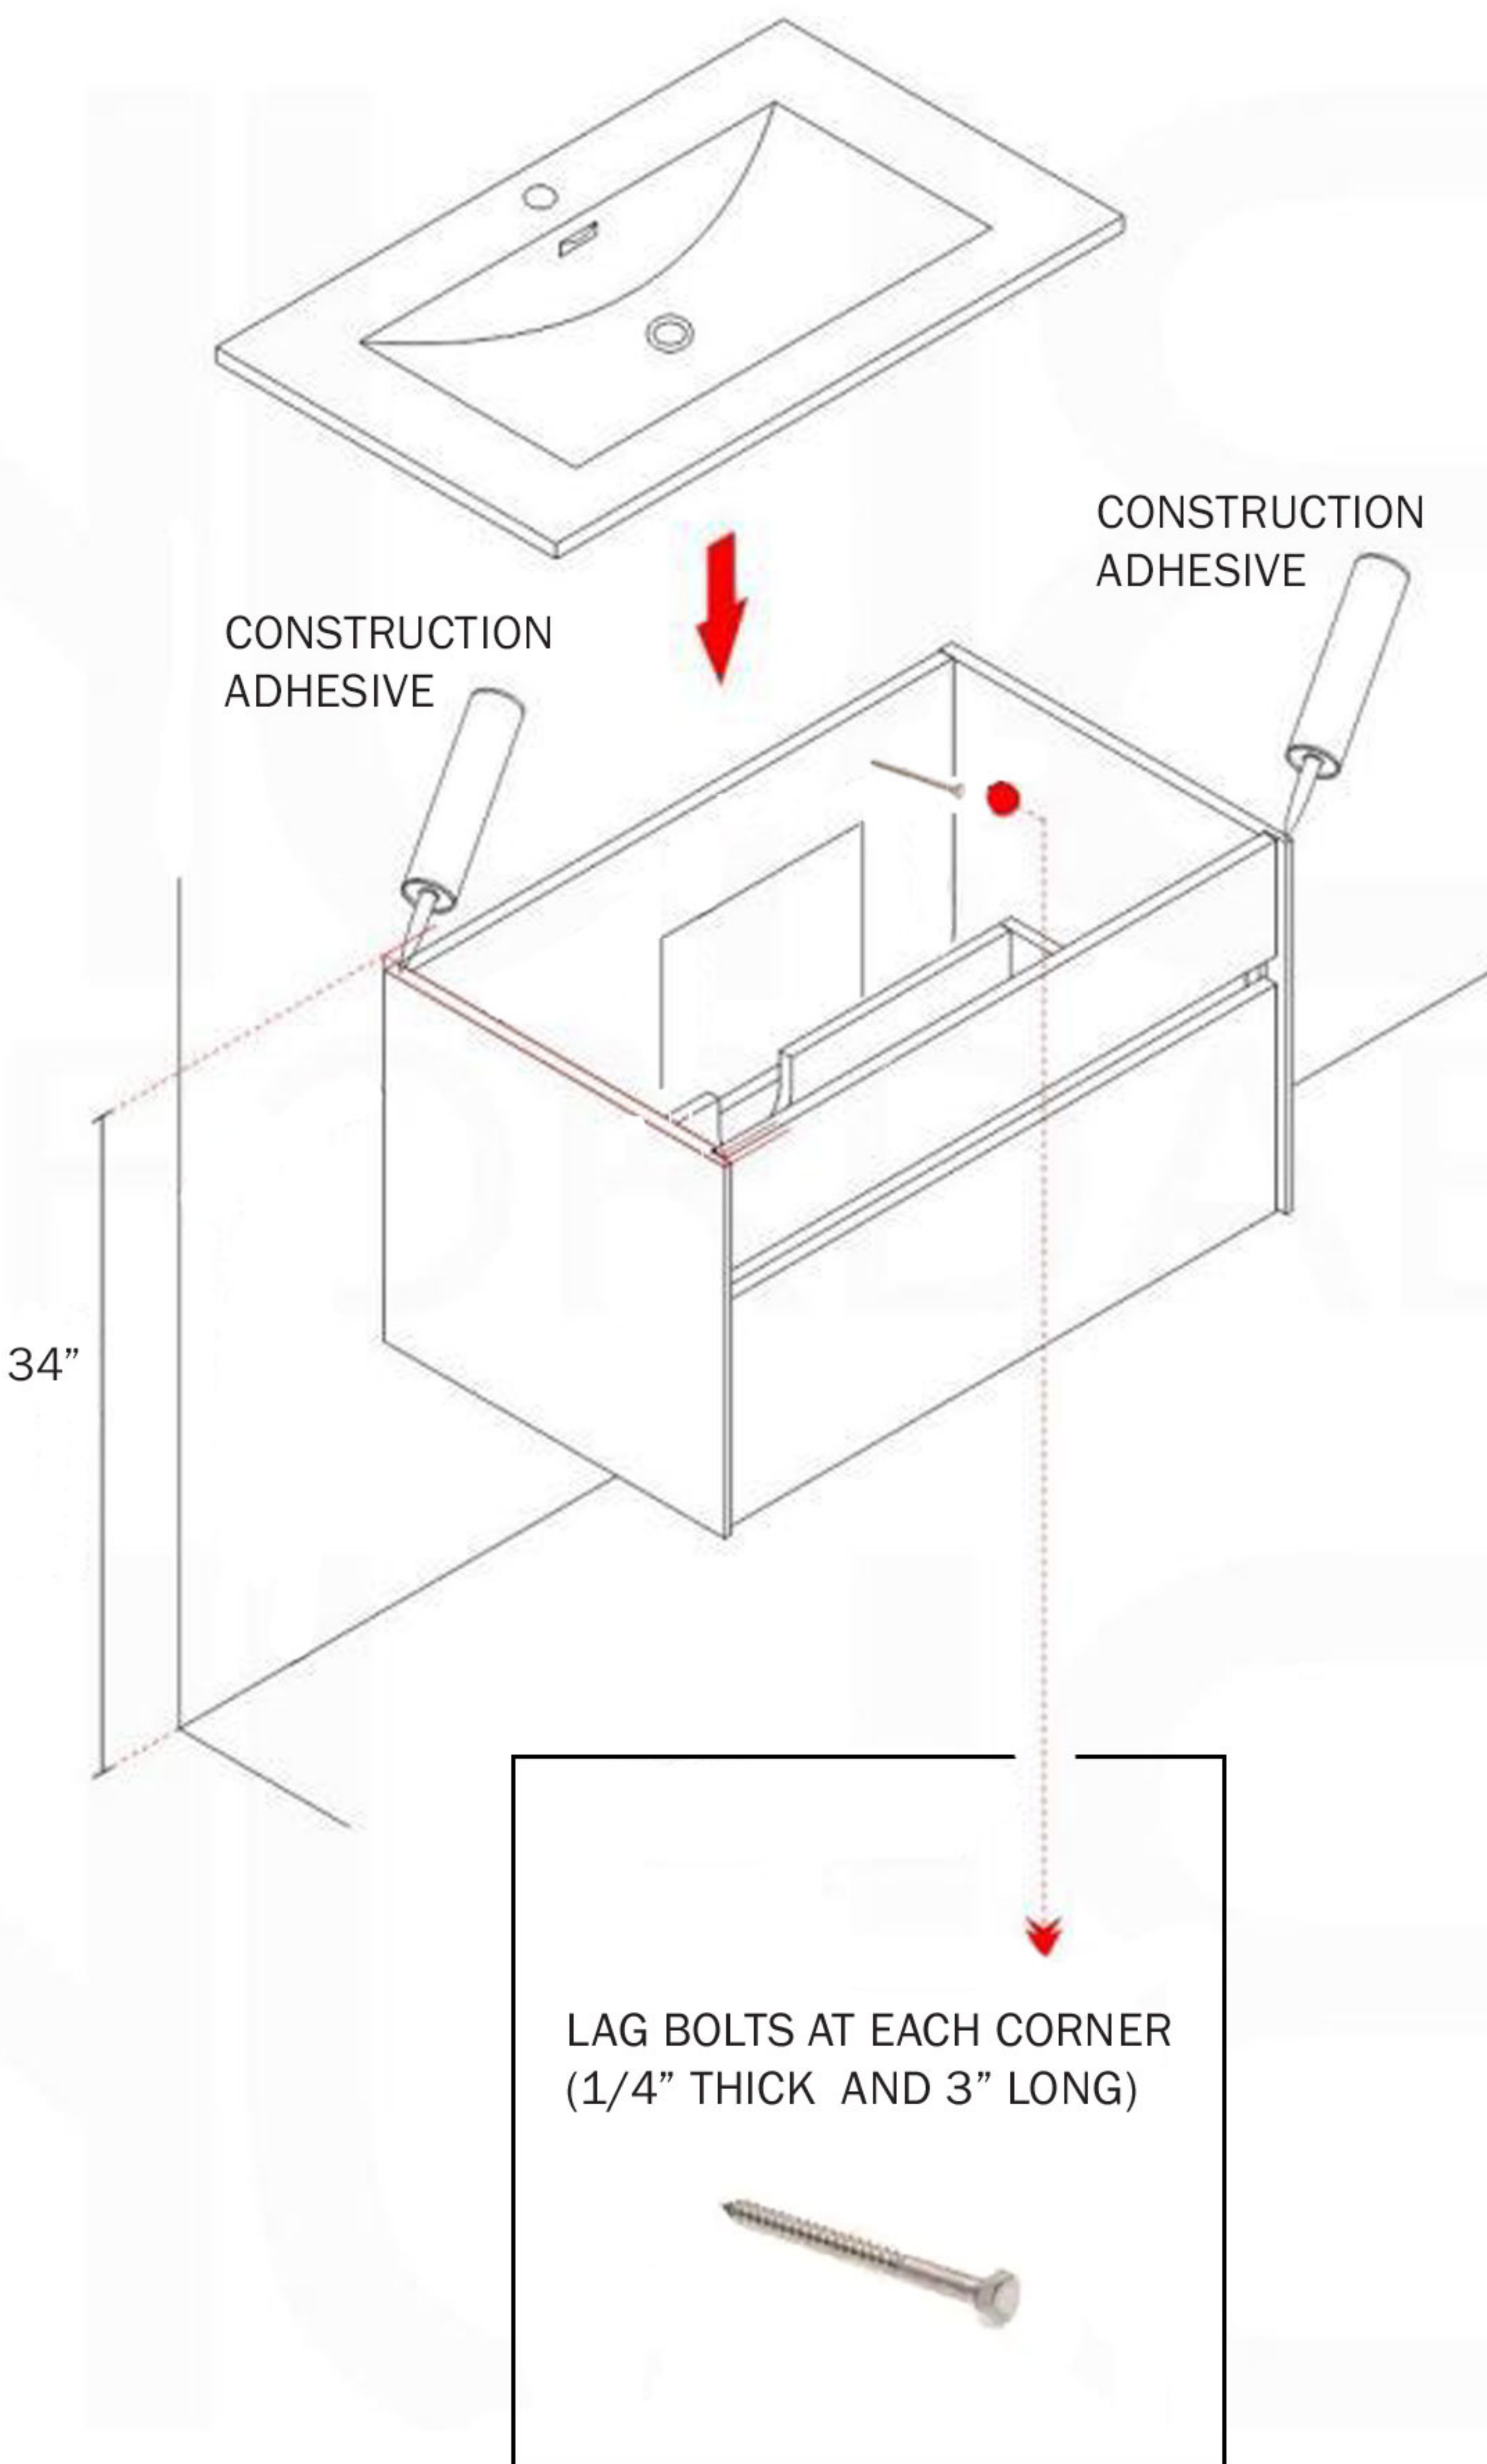 CONSTRUCTION
ADHESIVE
CONSTRUCTION
ADHESIVE
34”
LAG BOLTS AT EACH CORNER
(1/4” THICK AND 3” LONG)